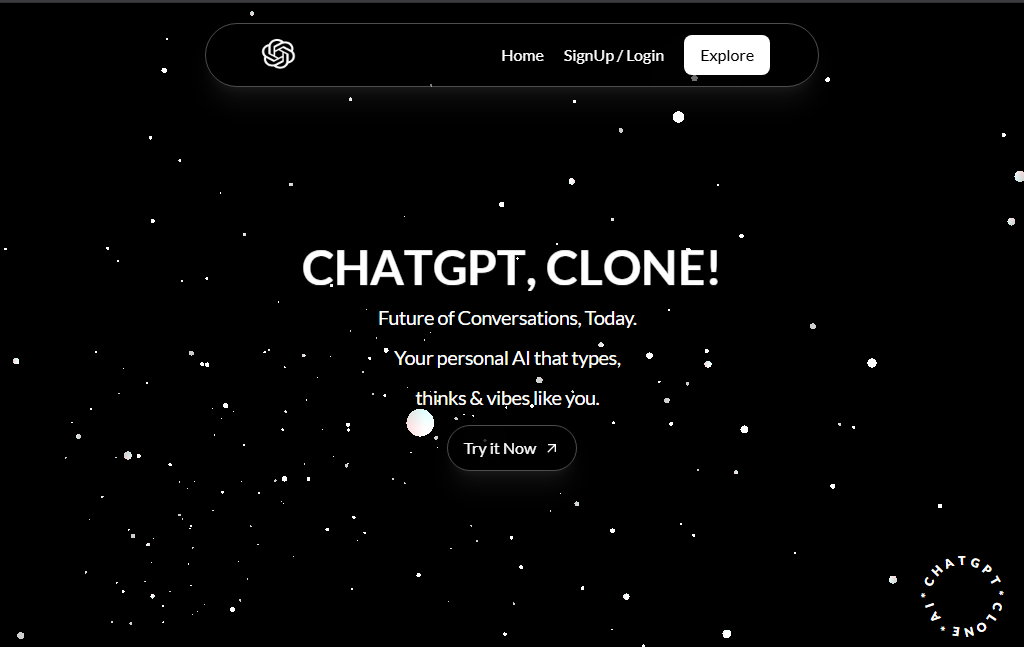 Home SignUp / Login Explore
CHATGPT, CLONE!
Future of Conversations, Today.
Your personal AI that types,
thinks & vibes like you.
Try it Now
CHATGPT * CLONE * AI *